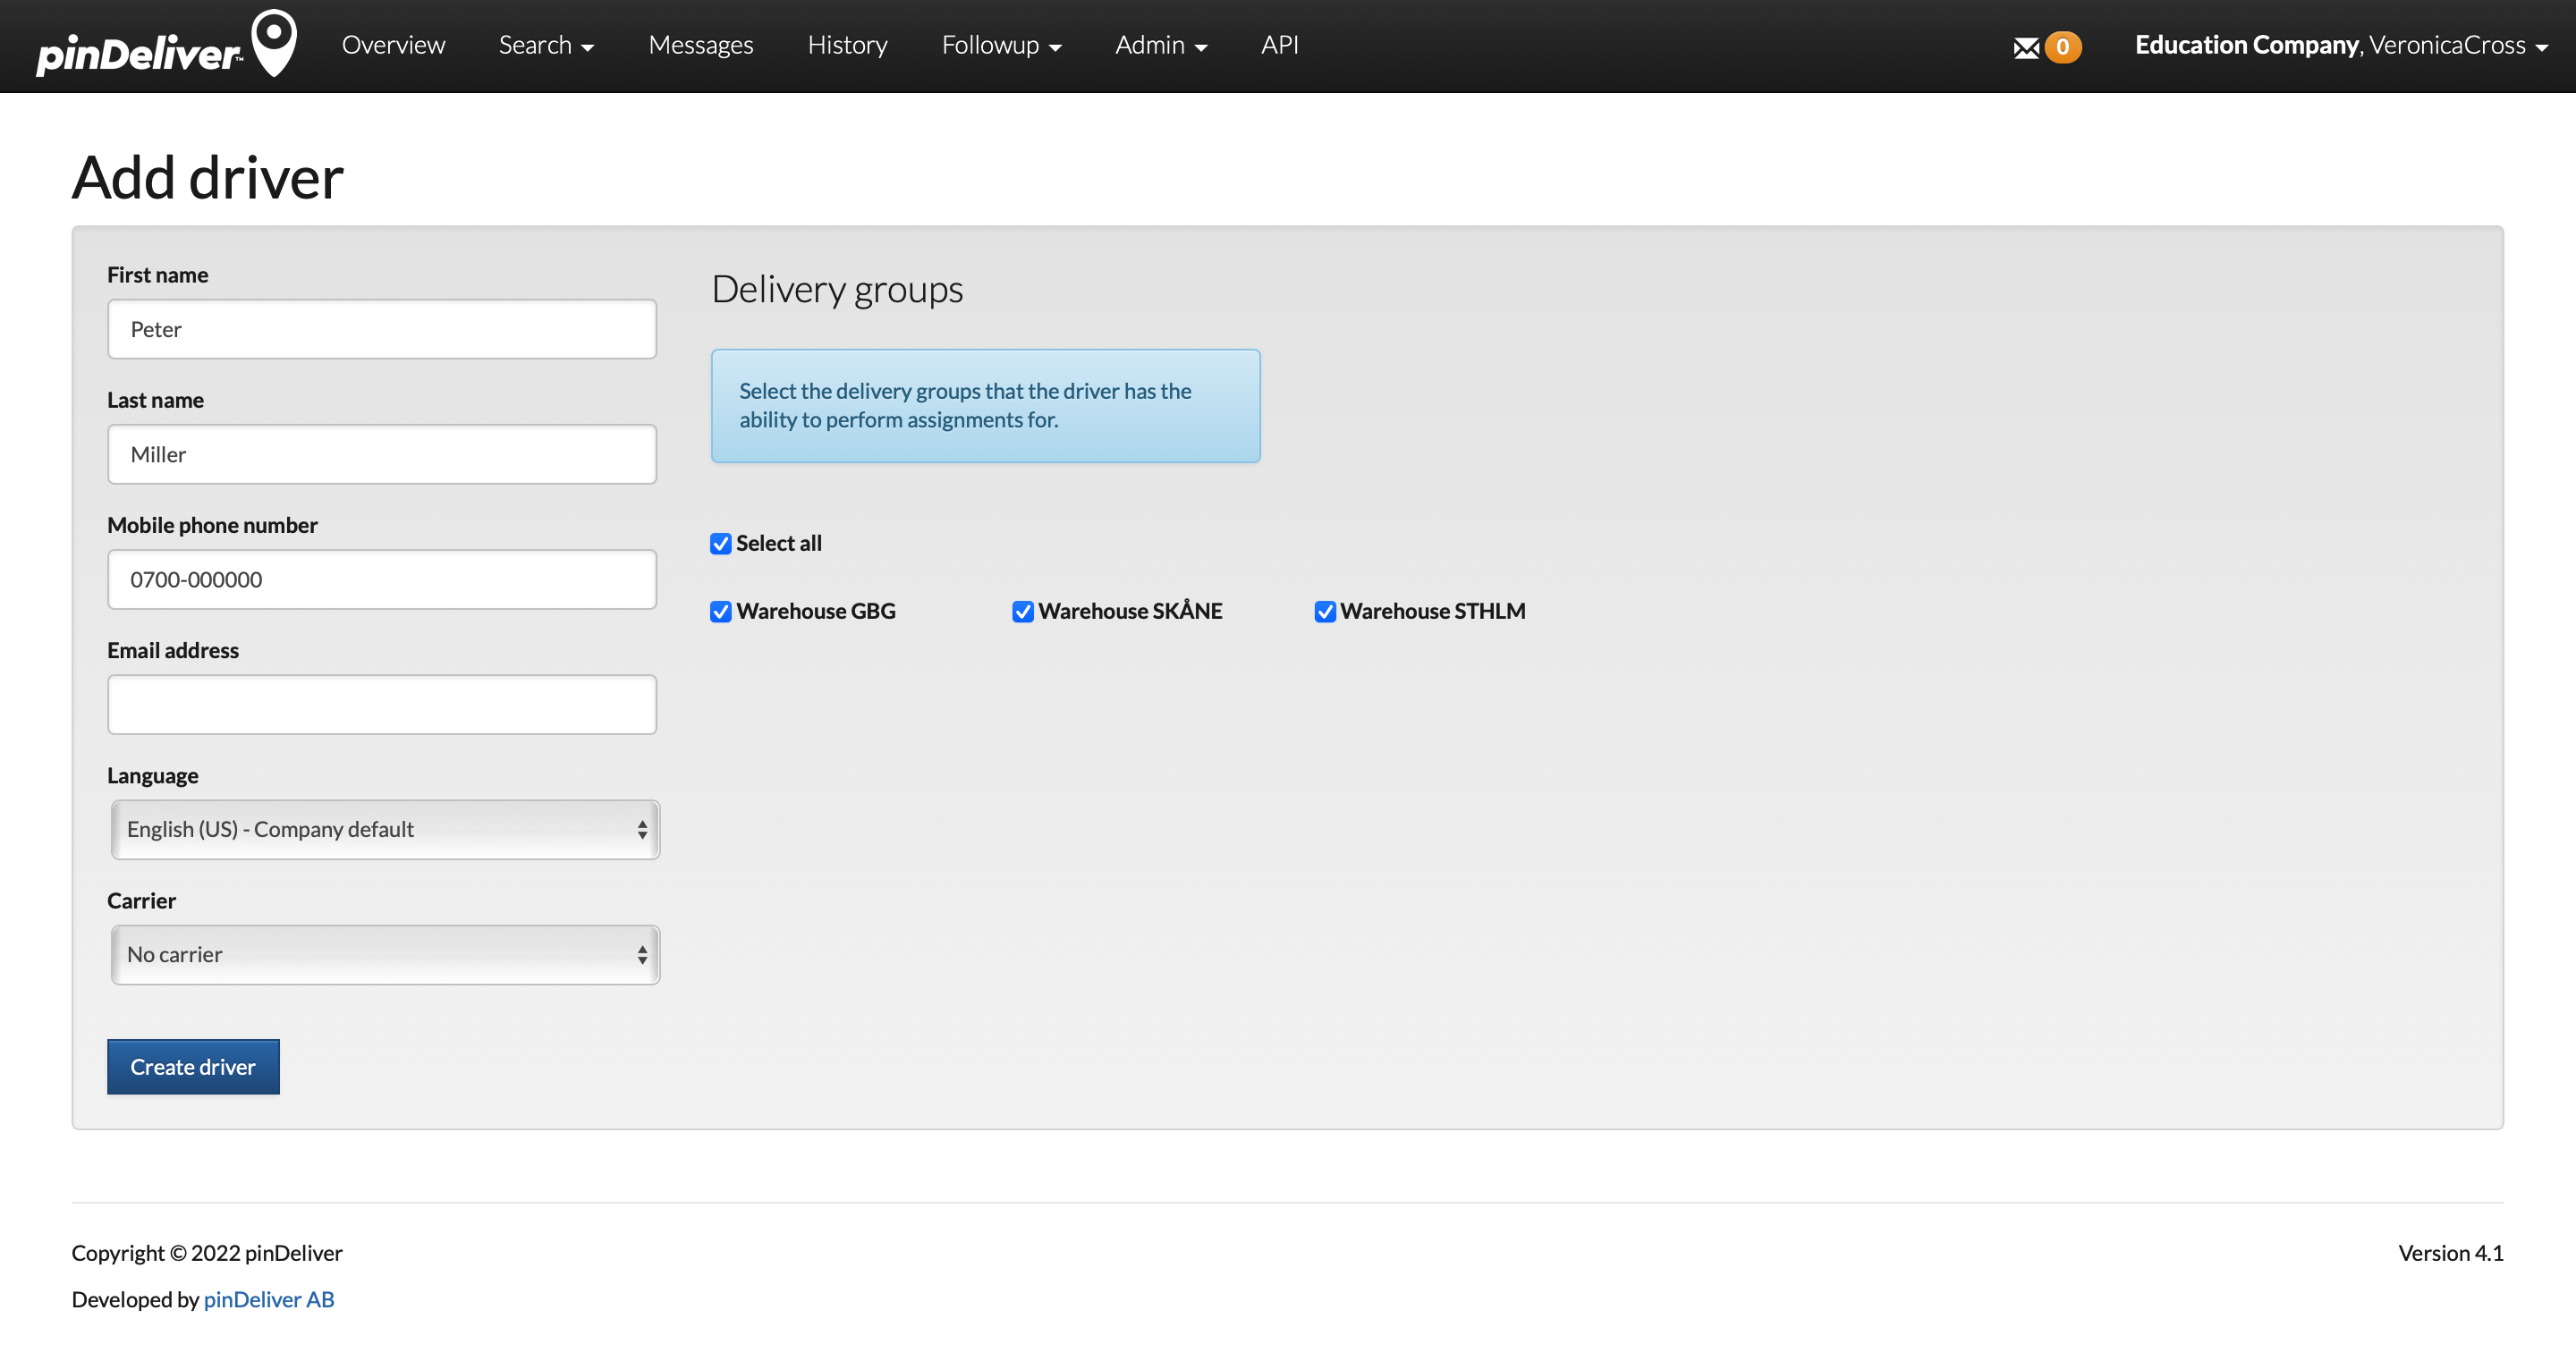 pinDeliver™
Overview Search Messages History Followup Admin API 0 Education Company, VeronicaCross
Add driver
First name
Peter
Last name
Miller
Mobile phone number
0700-000000
Email address
Language
English (US) - Company default
Carrier
No carrier
Create driver
Delivery groups
Select the delivery groups that the driver has the
ability to perform assignments for.
Select all
Warehouse GBG Warehouse SKÅNE Warehouse STHLM
Copyright © 2022 pinDeliver
Version 4.1
Developed by pinDeliver AB